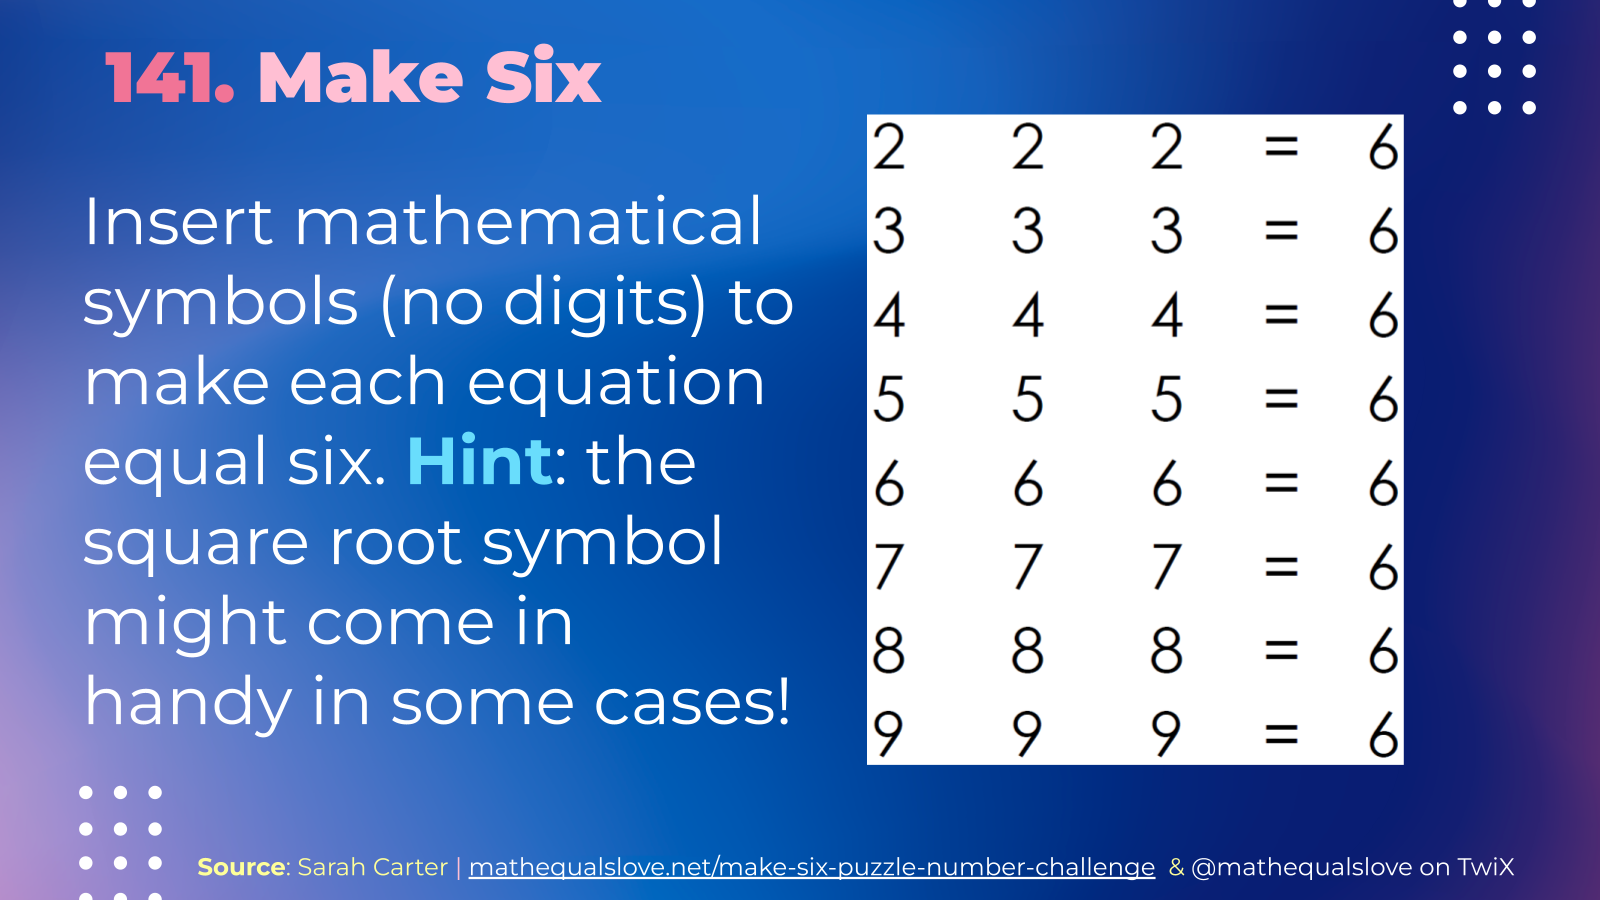 141. Make Six
Insert mathematical
symbols (no digits) to
make each equation
equal six. Hint: the
square root symbol
might come in
handy in some cases!
2 2 2 = 6
3 3 3 = 6
4 4 4 = 6
5 5 5 = 6
6 6 6 = 6
7 7 7 = 6
8 8 8 = 6
9 9 9 = 6
Source: Sarah Carter | mathequalslove.net/make-six-puzzle-number-challenge & @mathequalslove on TwiX